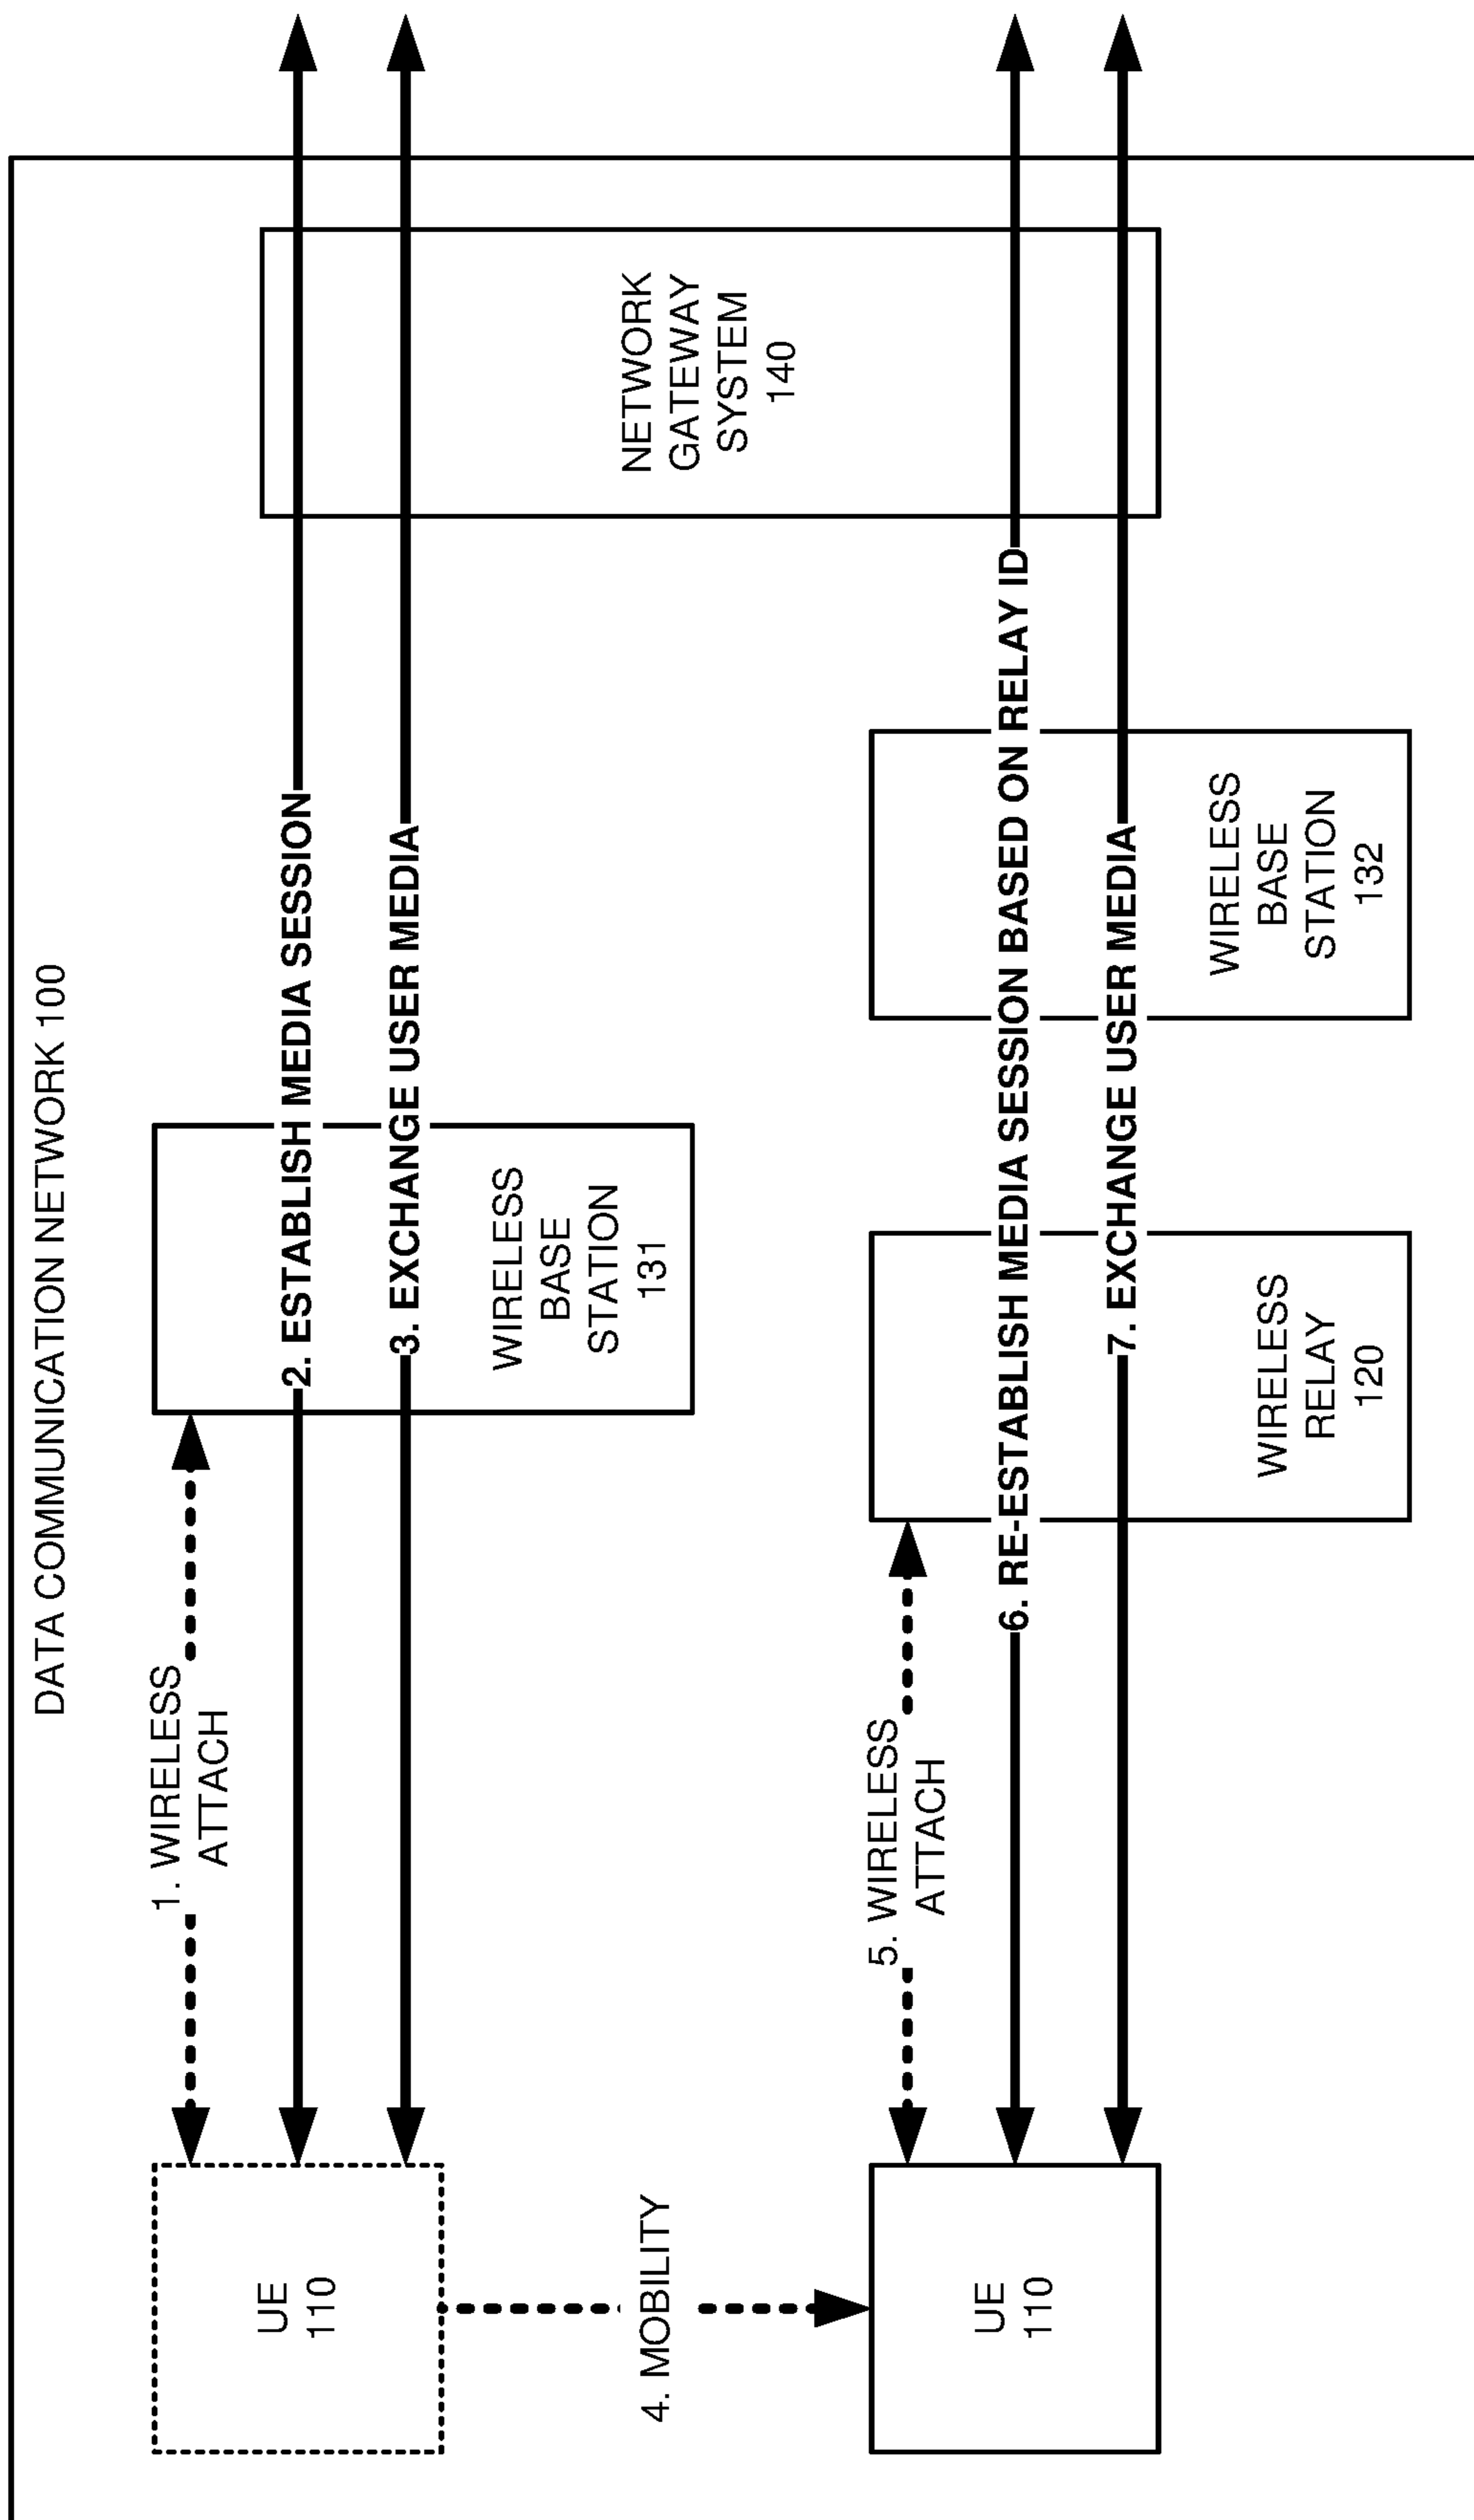 DATA COMMUNICATION NETWORK 100
1. WIRELESS
ATTACH
2. ESTABLISH MEDIA SESSION
3. EXCHANGE USER MEDIA
UE
110
WIRELESS
BASE
STATION
131
NETWORK
GATEWAY
SYSTEM
140
4. MOBILITY
5. WIRELESS
ATTACH
6. RE-ESTABLISH MEDIA SESSION BASED ON RELAY ID
7. EXCHANGE USER MEDIA
UE
110
WIRELESS
RELAY
120
WIRELESS
BASE
STATION
132